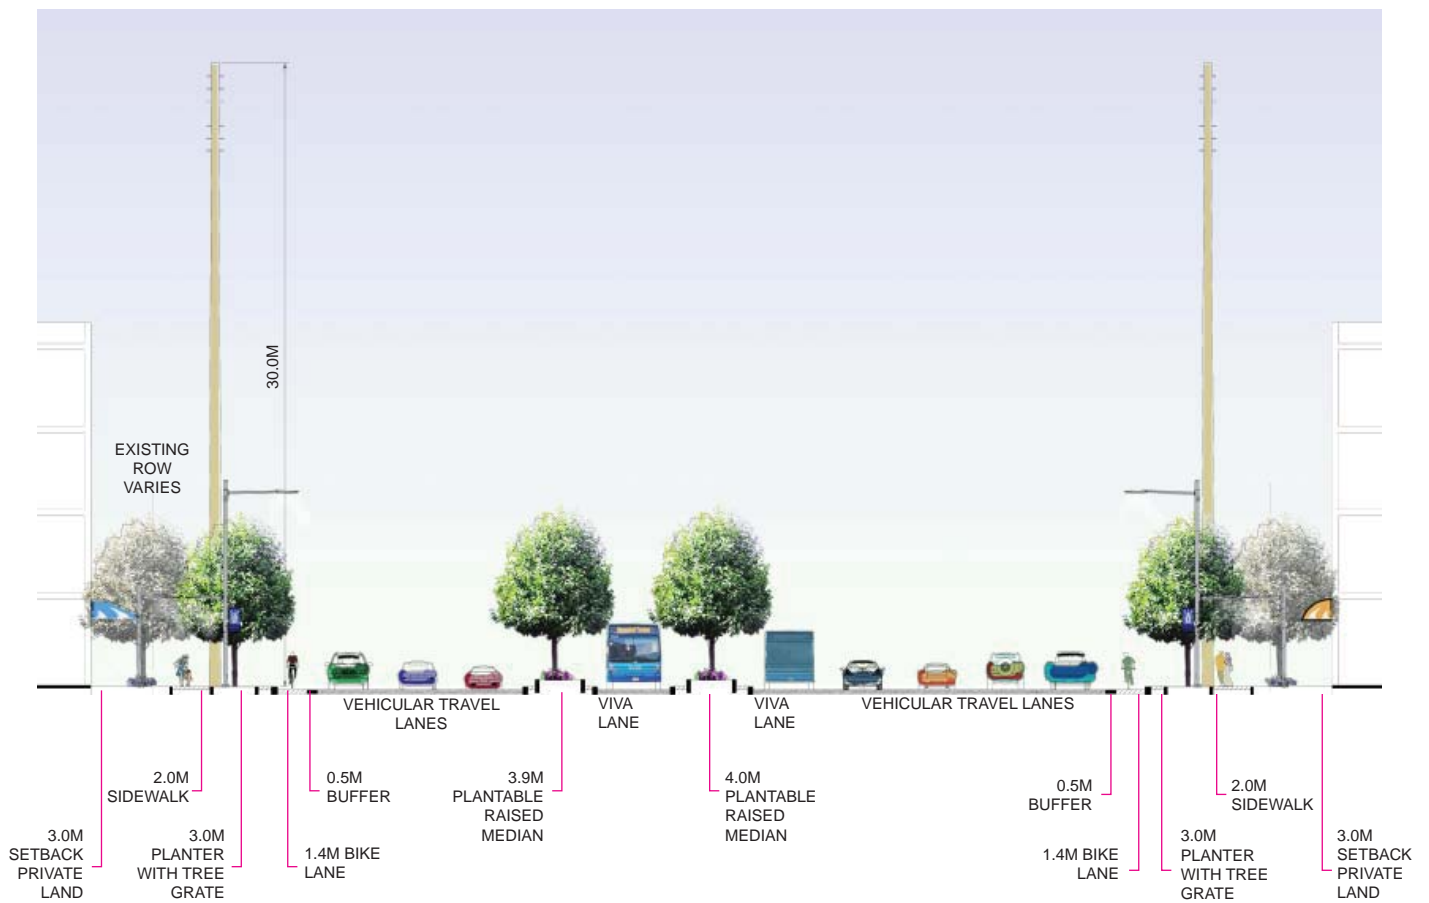 30.0M
EXISTING
ROW
VARIES
VEHICULAR TRAVEL
LANES
VIVA
LANE
VIVA
LANE
VEHICULAR TRAVEL LANES
2.0M
SIDEWALK
0.5M
BUFFER
3.9M
PLANTABLE
RAISED
MEDIAN
4.0M
PLANTABLE
RAISED
MEDIAN
0.5M
BUFFER
2.0M
SIDEWALK
3.0M
SETBACK
PRIVATE
LAND
3.0M
PLANTER
WITH TREE
GRATE
1.4M BIKE
LANE
1.4M BIKE
LANE
3.0M
PLANTER
WITH TREE
GRATE
3.0M
SETBACK
PRIVATE
LAND